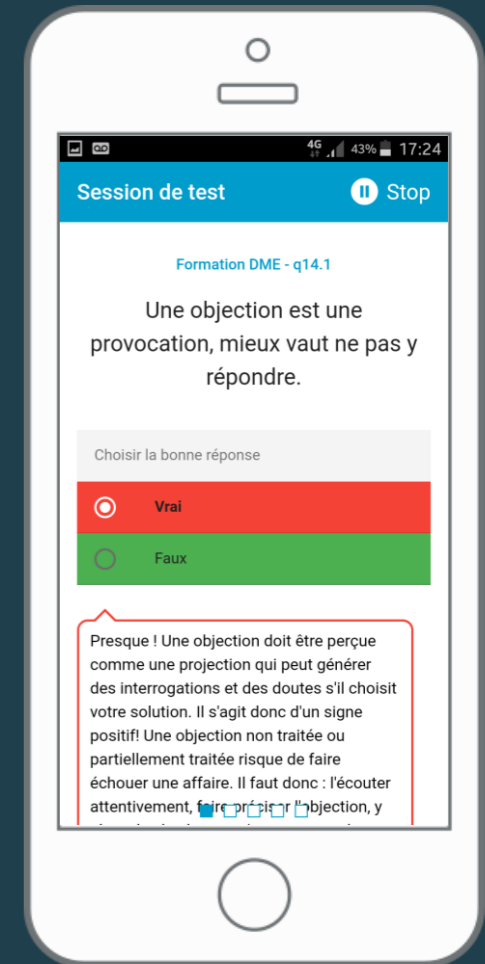 4G 43% 17:24
Session de test Stop
Formation DME - q14.1
Une objection est une
provocation, mieux vaut ne pas y
répondre.
Choisir la bonne réponse
Vrai
Faux
Presque ! Une objection doit être perçue
comme une projection qui peut générer
des interrogations et des doutes s'il choisit
votre solution. Il s'agit donc d'un signe
positif! Une objection non traitée ou
partiellement traitée risque de faire
échouer une affaire. Il faut donc : l'écouter
attentivement, faire préciser l'objection, y